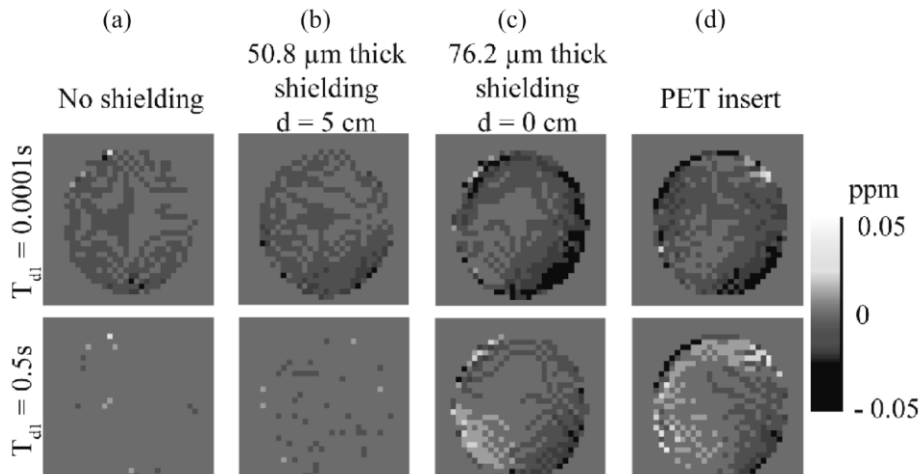 (a)
(b)
(c)
(d)
No shielding
50.8 µm thick
shielding
d = 5 cm
76.2 µm thick
shielding
d = 0 cm
PET insert
T_d1 = 0.0001s
T_d1 = 0.5s
ppm
0.05
0
- 0.05